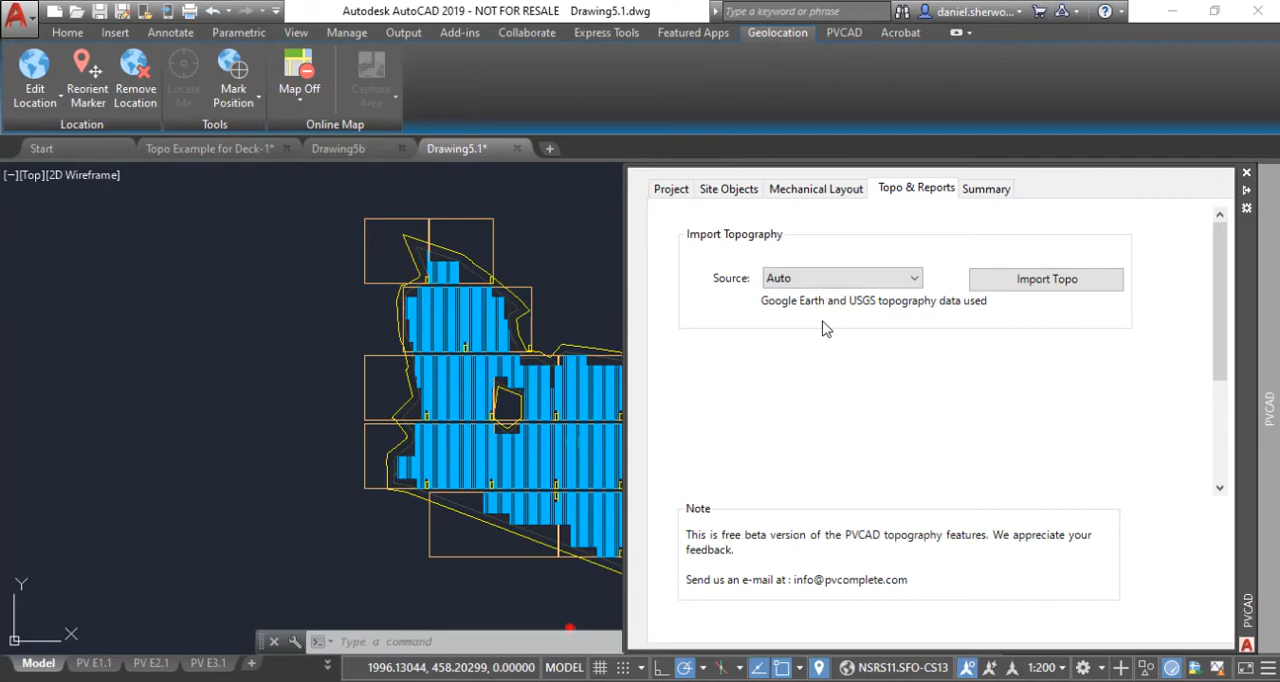 Autodesk AutoCAD 2019 - NOT FOR RESALE Drawing5.1.dwg
Type a keyword or phrase
daniel.sherwo...
Home Insert Annotate Parametric View Manage Output Add-ins Collaborate Express Tools Featured Apps Geolocation PVCAD Acrobat
Edit Location
Reorient Marker
Remove Location
Locate Me
Mark Position
Map Off
Capture Area
Location Tools Online Map
Start Topo Example for Deck-1* Drawing5b Drawing5.1*
[−][Top][2D Wireframe]
Project Site Objects Mechanical Layout Topo & Reports Summary
Import Topography
Source: Auto Import Topo
Google Earth and USGS topography data used
Note
This is free beta version of the PVCAD topography features. We appreciate your
feedback.
Send us an e-mail at : info@pvcomplete.com
PVCAD
PVCAD
Y
X
Type a command
Model PV E1.1 PV E2.1 PV E3.1
1996.13044, 458.20299, 0.00000 MODEL NSRS11.SFO-CS13 1:200